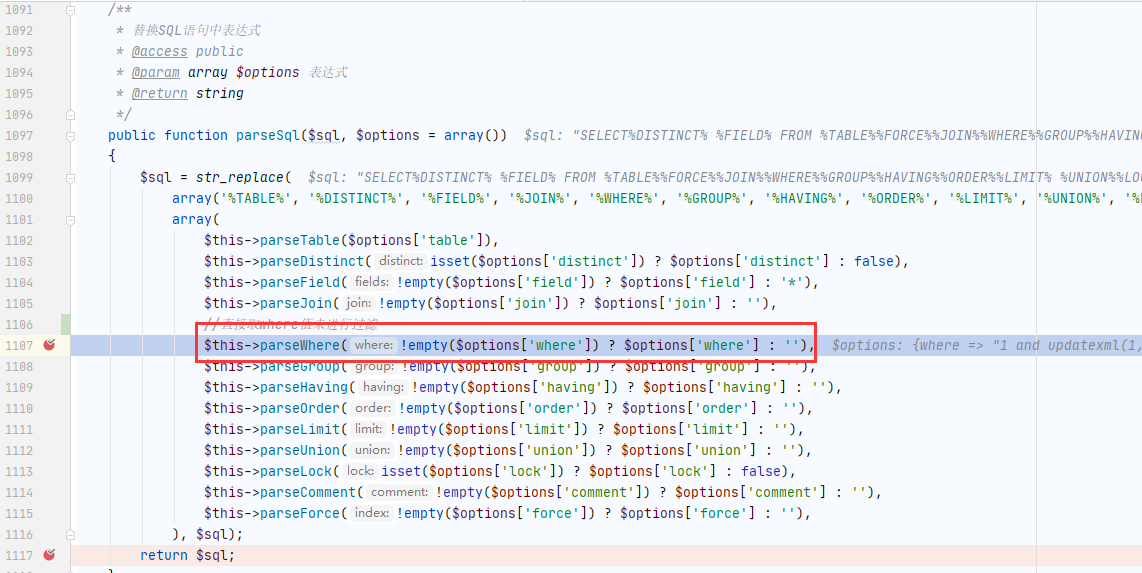 1091 /**
1092 * 替换SQL语句中表达式
1093 * @access public
1094 * @param array $options 表达式
1095 * @return string
1096 */
1097 public function parseSql($sql, $options = array()) $sql: "SELECT%DISTINCT% %FIELD% FROM %TABLE%%FORCE%%JOIN%%WHERE%%GROUP%%HAVING
1098 {
1099 $sql = str_replace( $sql: "SELECT%DISTINCT% %FIELD% FROM %TABLE%%FORCE%%JOIN%%WHERE%%GROUP%%HAVING%%ORDER%%LIMIT% %UNION%%LO
1100 array('%TABLE%', '%DISTINCT%', '%FIELD%', '%JOIN%', '%WHERE%', '%GROUP%', '%HAVING%', '%ORDER%', '%LIMIT%', '%UNION%', '%
1101 array(
1102 $this->parseTable($options['table']),
1103 $this->parseDistinct( distinct: isset($options['distinct']) ? $options['distinct'] : false),
1104 $this->parseField( fields: !empty($options['field']) ? $options['field'] : '*'),
1105 $this->parseJoin( join: !empty($options['join']) ? $options['join'] : ''),
1106 //直接取where值未进行过滤
1107 $this->parseWhere( where: !empty($options['where']) ? $options['where'] : ''), $options: {where => "1 and updatexml(1,
1108 $this->parseGroup( group: !empty($options['group']) ? $options['group'] : ''),
1109 $this->parseHaving( having: !empty($options['having']) ? $options['having'] : ''),
1110 $this->parseOrder( order: !empty($options['order']) ? $options['order'] : ''),
1111 $this->parseLimit( limit: !empty($options['limit']) ? $options['limit'] : ''),
1112 $this->parseUnion( union: !empty($options['union']) ? $options['union'] : ''),
1113 $this->parseLock( lock: isset($options['lock']) ? $options['lock'] : false),
1114 $this->parseComment( comment: !empty($options['comment']) ? $options['comment'] : ''),
1115 $this->parseForce( index: !empty($options['force']) ? $options['force'] : ''),
1116 ), $sql);
1117 return $sql;